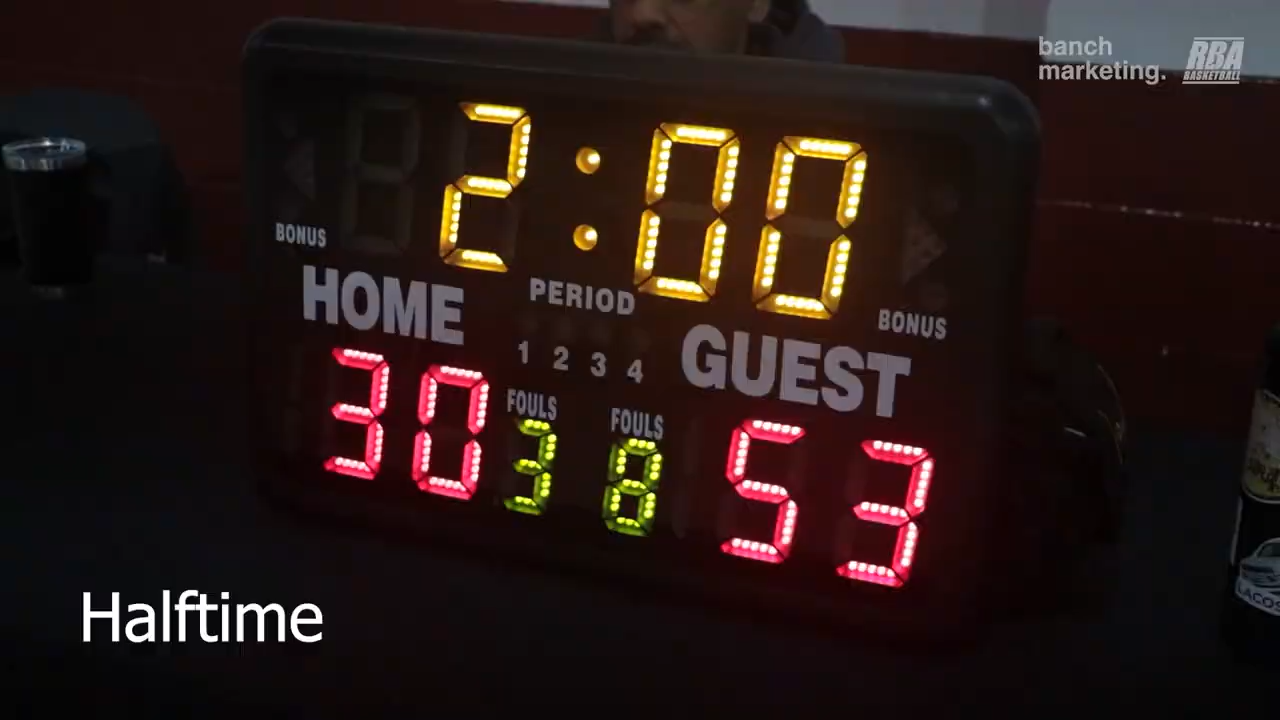 banch
marketing.
RBA
BASKETBALL
2:00
BONUS
PERIOD
BONUS
HOME
GUEST
1 2 3 4
30
FOULS
FOULS
3
8
53
Halftime
LACOS